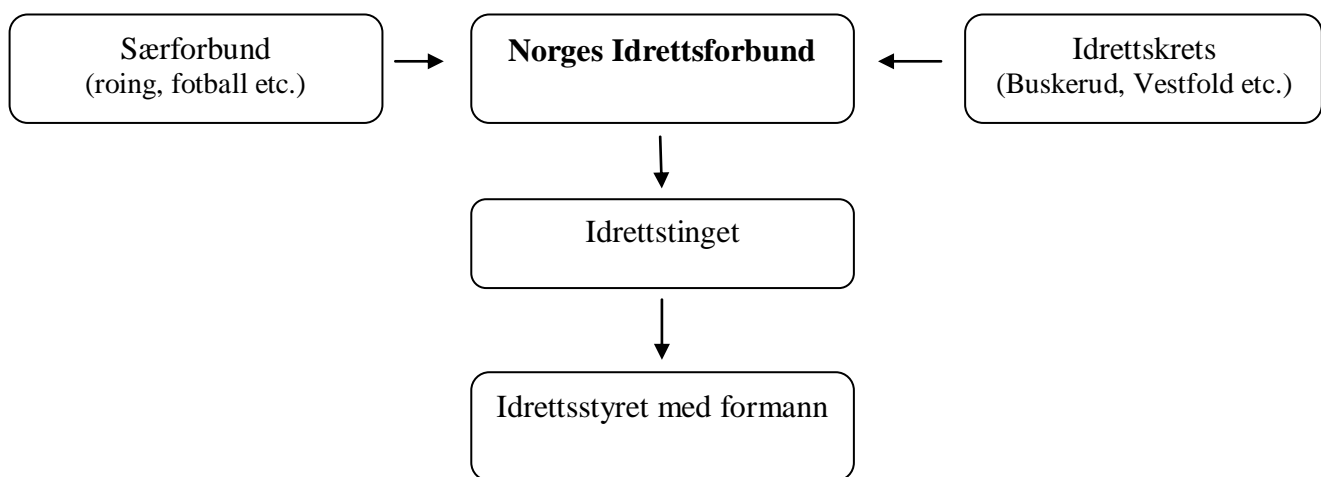 Særforbund
(roing, fotball etc.)
Norges Idrettsforbund
Idrettskrets
(Buskerud, Vestfold etc.)
Idrettstinget
Idrettsstyret med formann